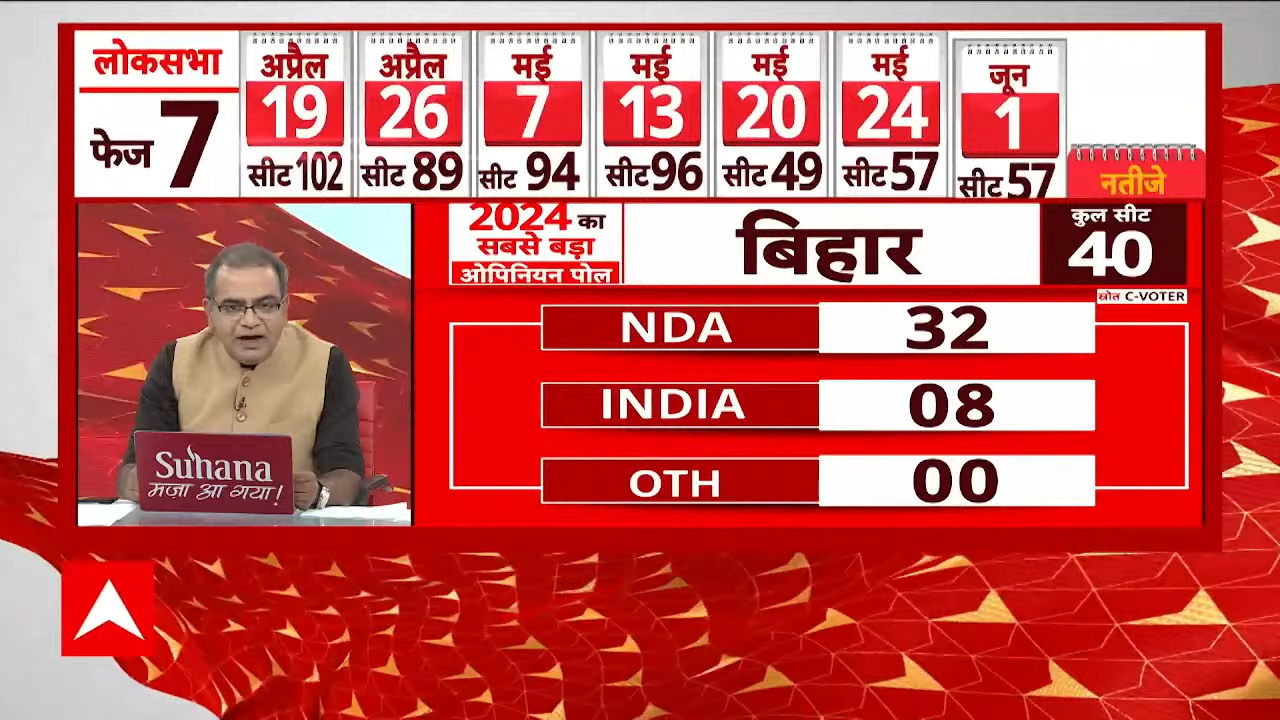 लोकसभा
फेज 7
अप्रैल
19
सीट 102
अप्रैल
26
सीट 89
मई
7
सीट 94
मई
13
सीट 96
मई
20
सीट 49
मई
24
सीट 57
जून
1
सीट 57
नतीजे
2024 का
सबसे बड़ा
ओपिनियन पोल
बिहार
कुल सीट
40
स्रोत C-VOTER
NDA 32
INDIA 08
OTH 00
Suhana
मज़ा आ गया!